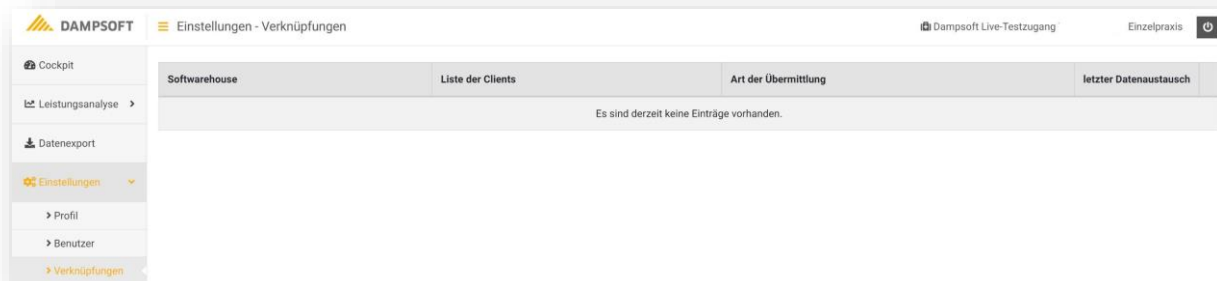 DAMPSOFT
Einstellungen - Verknüpfungen
Dampsoft Live-Testzugang
Einzelpraxis
Cockpit
Leistungsanalyse
Datenexport
Einstellungen
Profil
Benutzer
Verknüpfungen
Softwarehouse
Liste der Clients
Art der Übermittlung
letzter Datenaustausch
Es sind derzeit keine Einträge vorhanden.